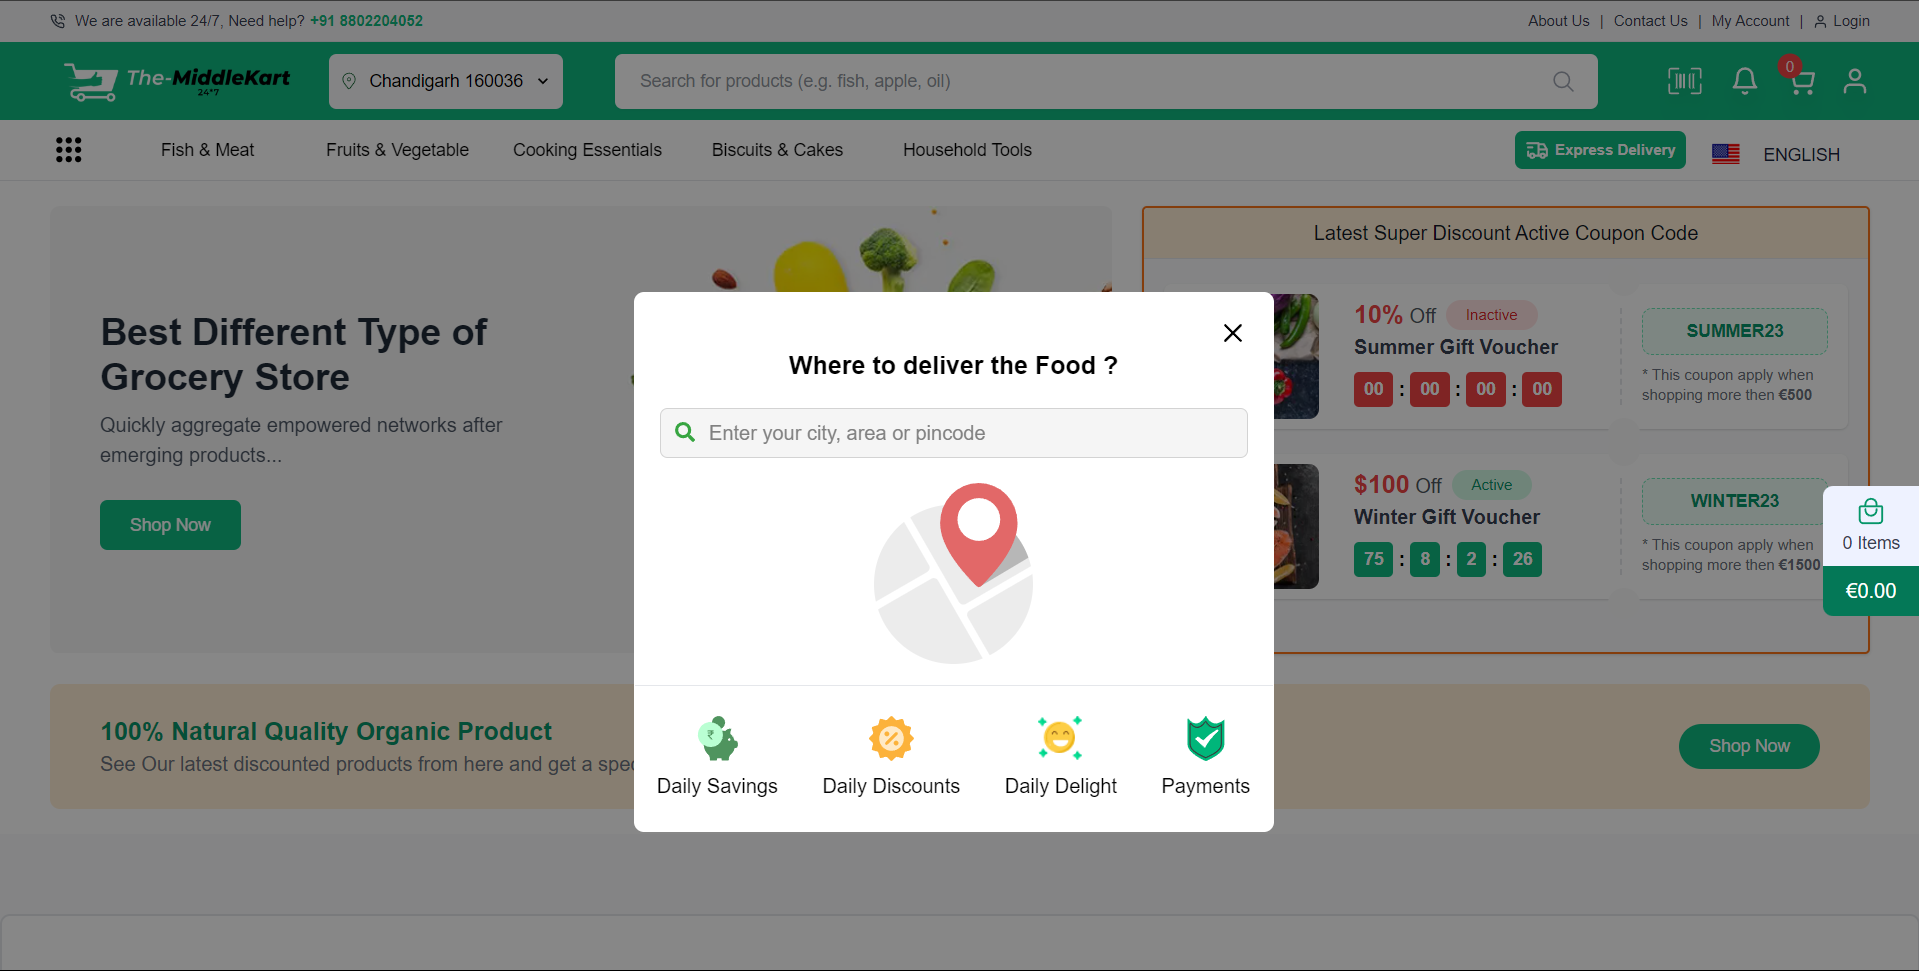 We are available 24/7, Need help? +91 8802204052
About Us | Contact Us | My Account | Login
The-MiddleKart
24*7
Chandigarh 160036
Search for products (e.g. fish, apple, oil)
0
Fish & Meat
Fruits & Vegetable
Cooking Essentials
Biscuits & Cakes
Household Tools
Express Delivery
ENGLISH
Best Different Type of
Grocery Store
Quickly aggregate empowered networks after
emerging products...
Shop Now
Latest Super Discount Active Coupon Code
10% Off Inactive
Summer Gift Voucher
00 : 00 : 00 : 00
SUMMER23
* This coupon apply when
shopping more then €500
$100 Off Active
Winter Gift Voucher
75 : 8 : 2 : 26
WINTER23
* This coupon apply when
shopping more then €1500
0 Items
€0.00
Where to deliver the Food ?
Enter your city, area or pincode
₹
Daily Savings
Daily Discounts
Daily Delight
Payments
100% Natural Quality Organic Product
See Our latest discounted products from here and get a spec
Shop Now